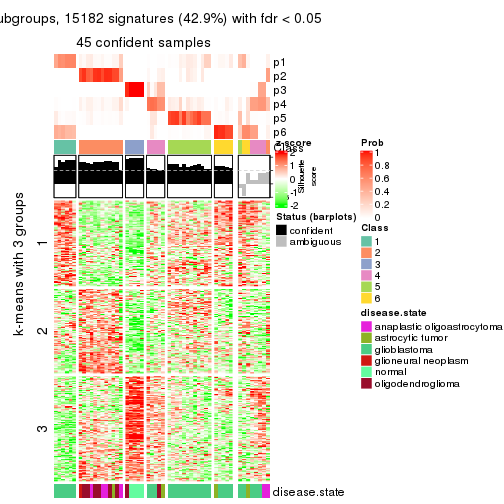 ubgroups, 15182 signatures (42.9%) with fdr < 0.05
45 confident samples
p1
p2
p3
p4
p5
p6
Class
z-score
2
1
0
-1
-2
Silhouette
score
Status (barplots)
confident
ambiguous
Prob
1
0.8
0.6
0.4
0.2
0
Class
1
2
3
4
5
6
disease.state
anaplastic oligoastrocytoma
astrocytic tumor
glioblastoma
glioneural neoplasm
normal
oligodendroglioma
k-means with 3 groups
1
2
3
disease.state